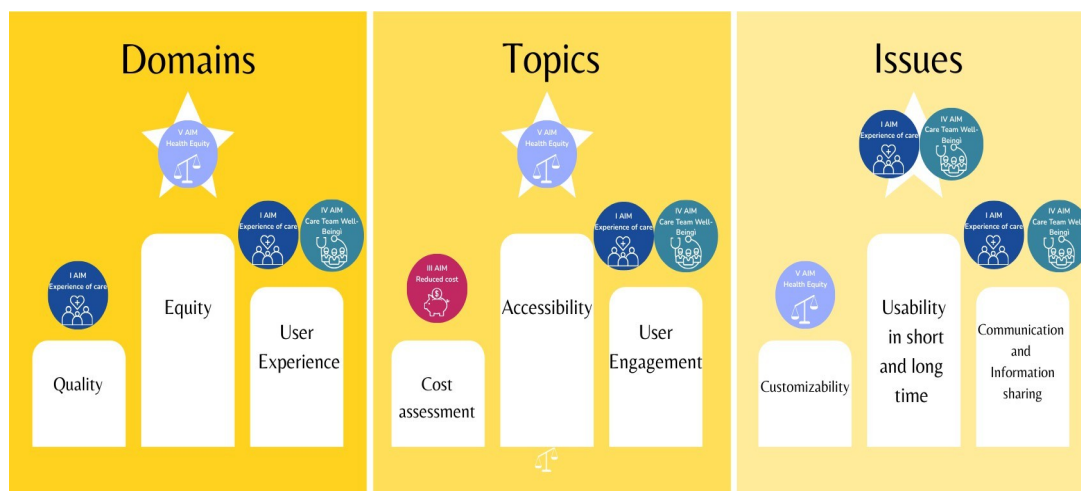 Domains
V AIM
Health Equity
I AIM
Experience of care
IV AIM
Care Team Well-
Beingì
I AIM
Experience of care
Equity
User
Experience
Quality
Topics
V AIM
Health Equity
I AIM
Experience of care
IV AIM
Care Team Well-
Beingì
III AIM
Reduced cost
$
Accessibility
User
Engagement
Cost
assessment
Issues
I AIM
Experience of care
IV AIM
Care Team Well-
Beingì
I AIM
Experience of care
IV AIM
Care Team Well-
Beingì
V AIM
Health Equity
Usability
in short
and long
time
Communication
and
Information
sharing
Customizability